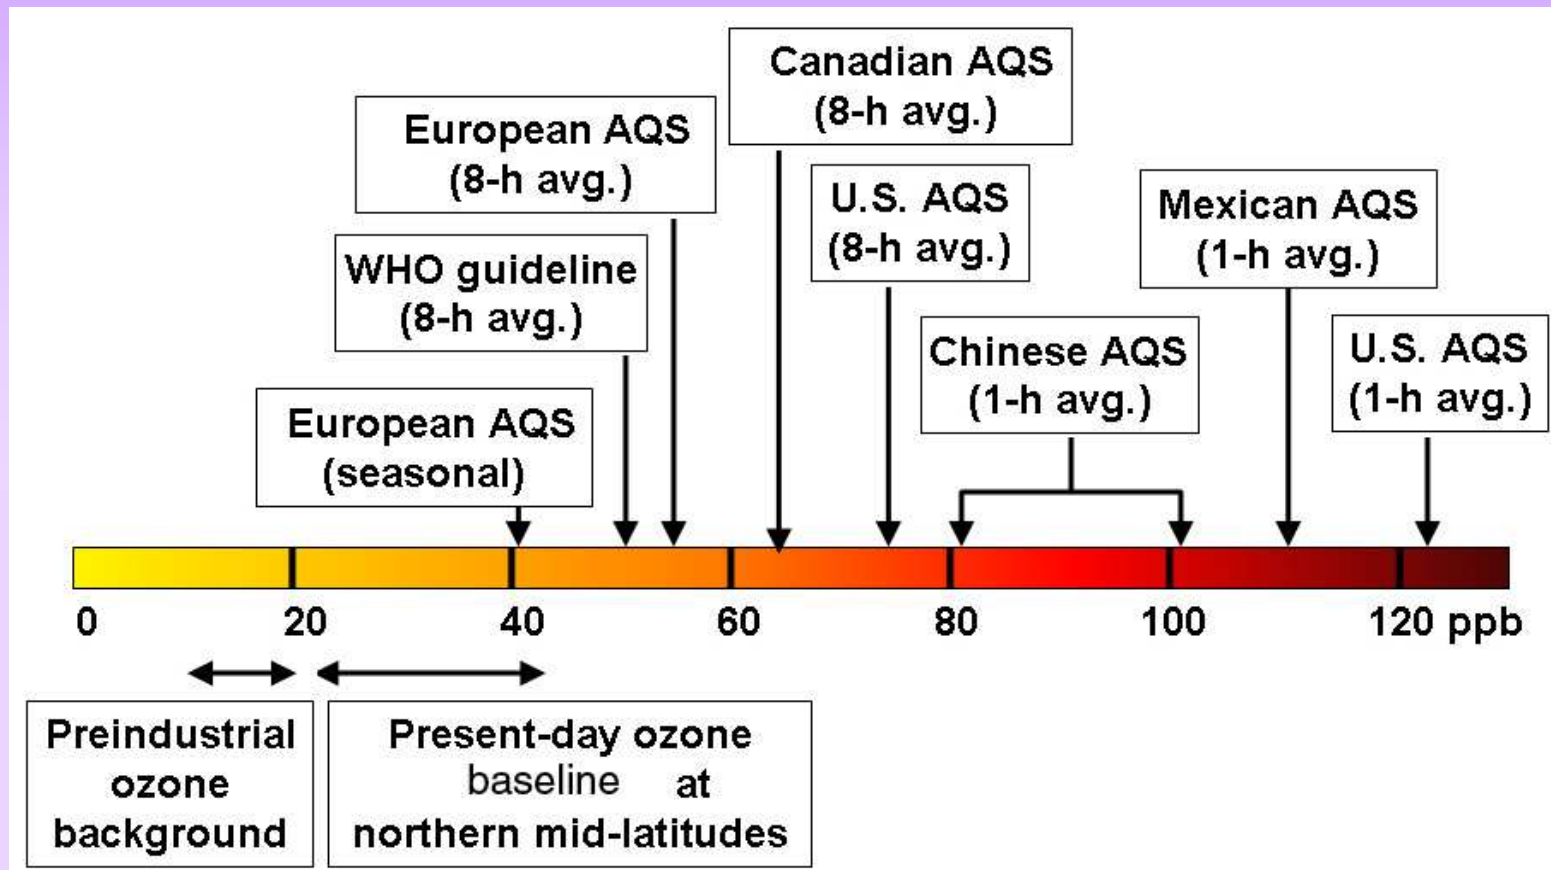 Canadian AQS
(8-h avg.)
European AQS
(8-h avg.)
U.S. AQS
(8-h avg.)
Mexican AQS
(1-h avg.)
WHO guideline
(8-h avg.)
Chinese AQS
(1-h avg.)
U.S. AQS
(1-h avg.)
European AQS
(seasonal)
0 20 40 60 80 100 120 ppb
Preindustrial
ozone
background
Present-day ozone
baseline at
northern mid-latitudes